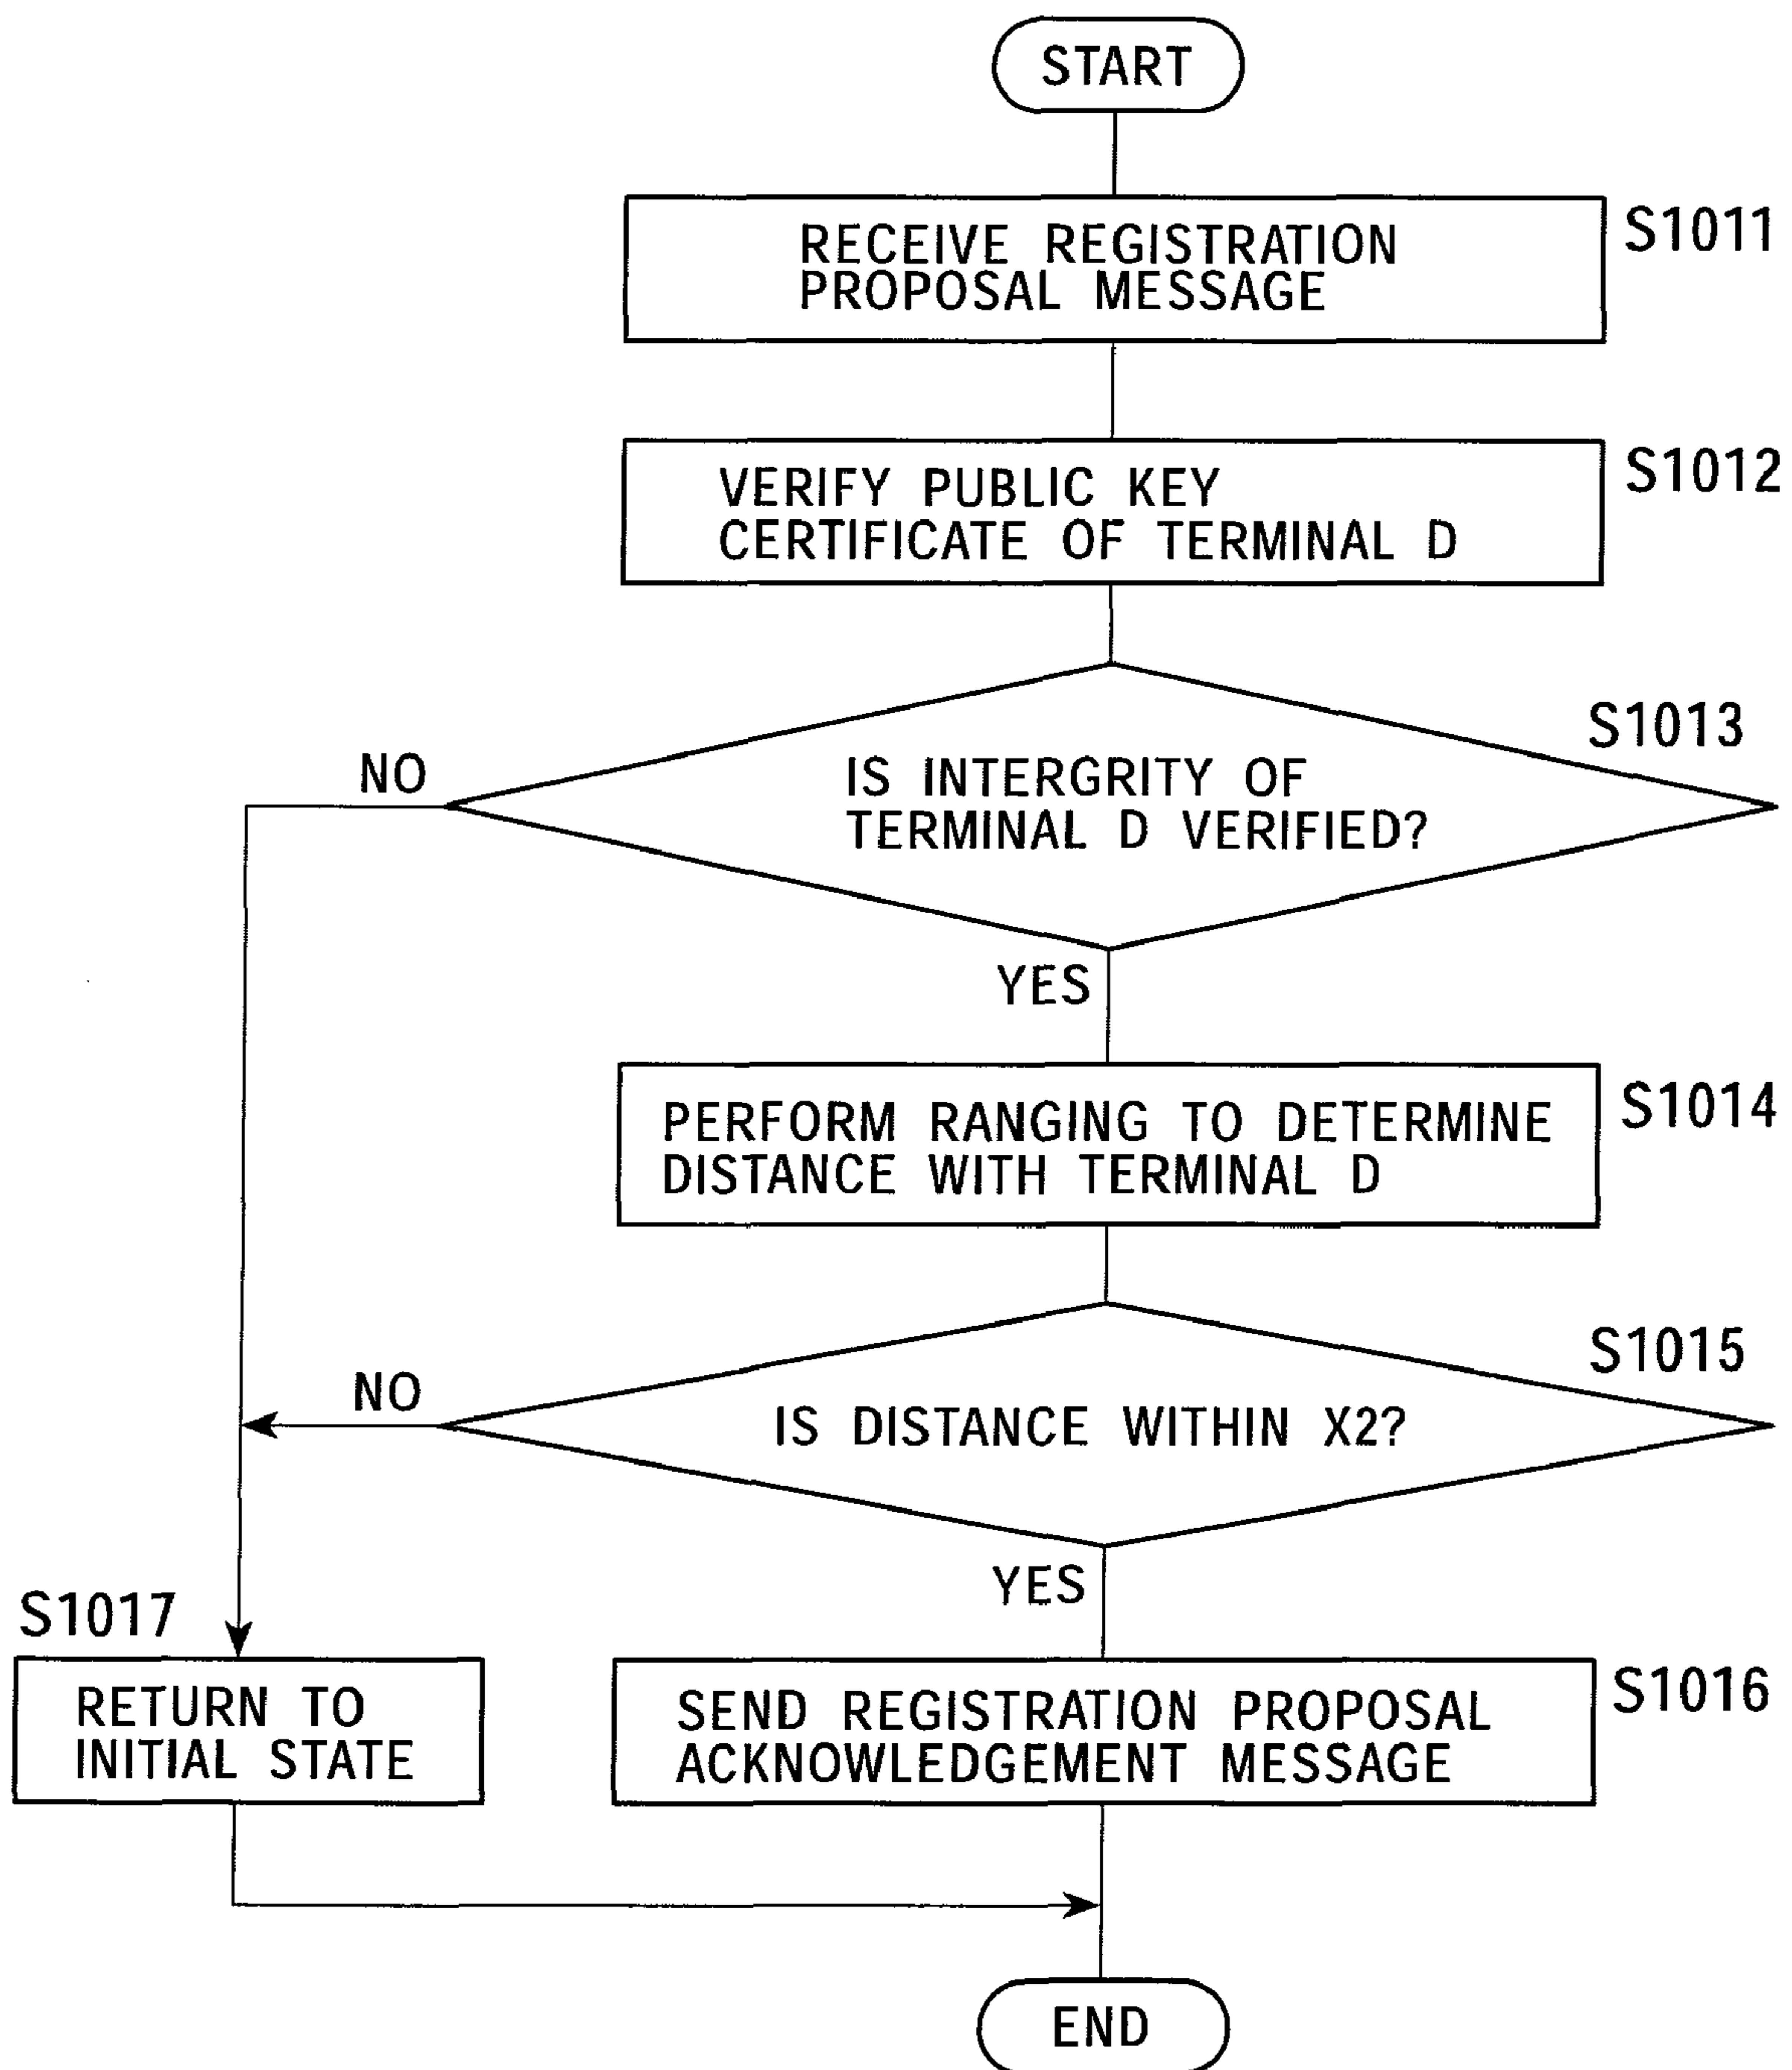 START
RECEIVE REGISTRATION
PROPOSAL MESSAGE
S1011
VERIFY PUBLIC KEY
CERTIFICATE OF TERMINAL D
S1012
S1013
NO
IS INTERGRITY OF
TERMINAL D VERIFIED?
YES
PERFORM RANGING TO DETERMINE
DISTANCE WITH TERMINAL D
S1014
S1015
NO
IS DISTANCE WITHIN X2?
YES
S1017
RETURN TO
INITIAL STATE
SEND REGISTRATION PROPOSAL
ACKNOWLEDGEMENT MESSAGE
S1016
END